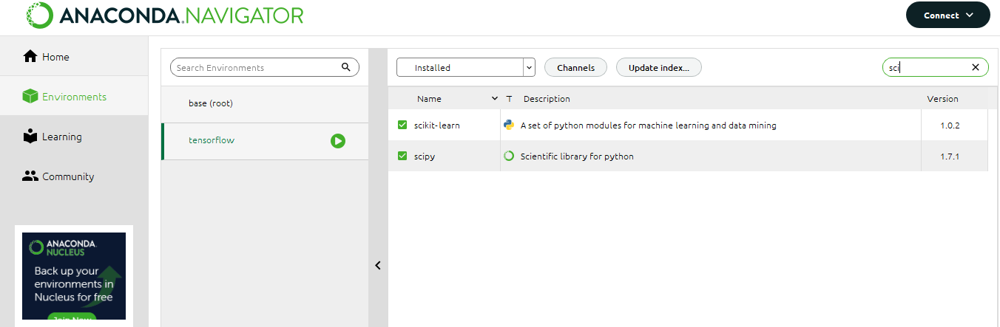 ANACONDA.NAVIGATOR
Connect
Home
Environments
Learning
Community
ANACONDA.
NUCLEUS
Back up your
environments in
Nucleus for free
Join Now
Search Environments
base (root)
tensorflow
Installed
Channels
Update index...
sci
Name
T
Description
Version
scikit-learn
A set of python modules for machine learning and data mining
1.0.2
scipy
Scientific library for python
1.7.1